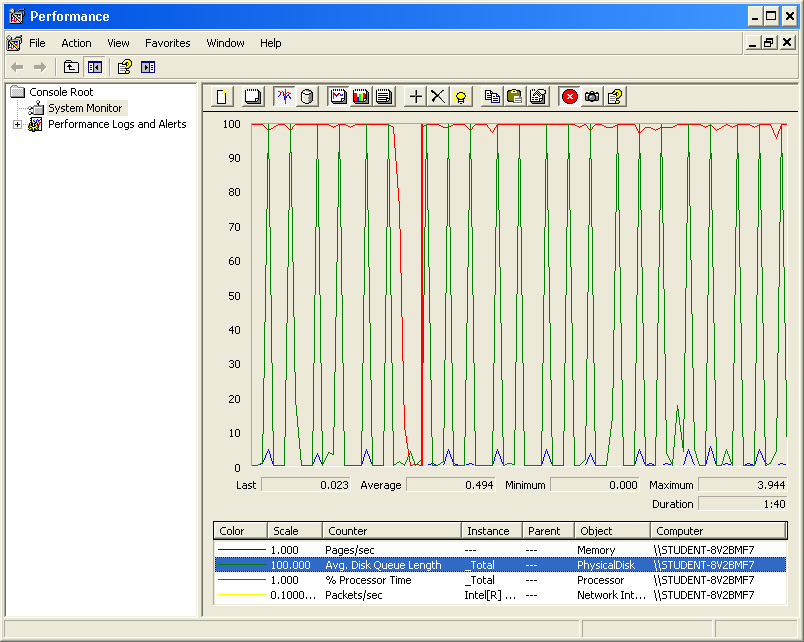 Performance
File Action View Favorites Window Help
Console Root
System Monitor
Performance Logs and Alerts
100
90
80
70
60
50
40
30
20
10
0
Last 0.023 Average 0.494 Minimum 0.000 Maximum 3.944
Duration 1:40
Color Scale Counter Instance Parent Object Computer
1.000 Pages/sec --- --- Memory \\STUDENT-8V2BMF7
100.000 Avg. Disk Queue Length _Total --- PhysicalDisk \\STUDENT-8V2BMF7
1.000 % Processor Time _Total --- Processor \\STUDENT-8V2BMF7
0.1000... Packets/sec Intel[R] ... --- Network Int... \\STUDENT-8V2BMF7